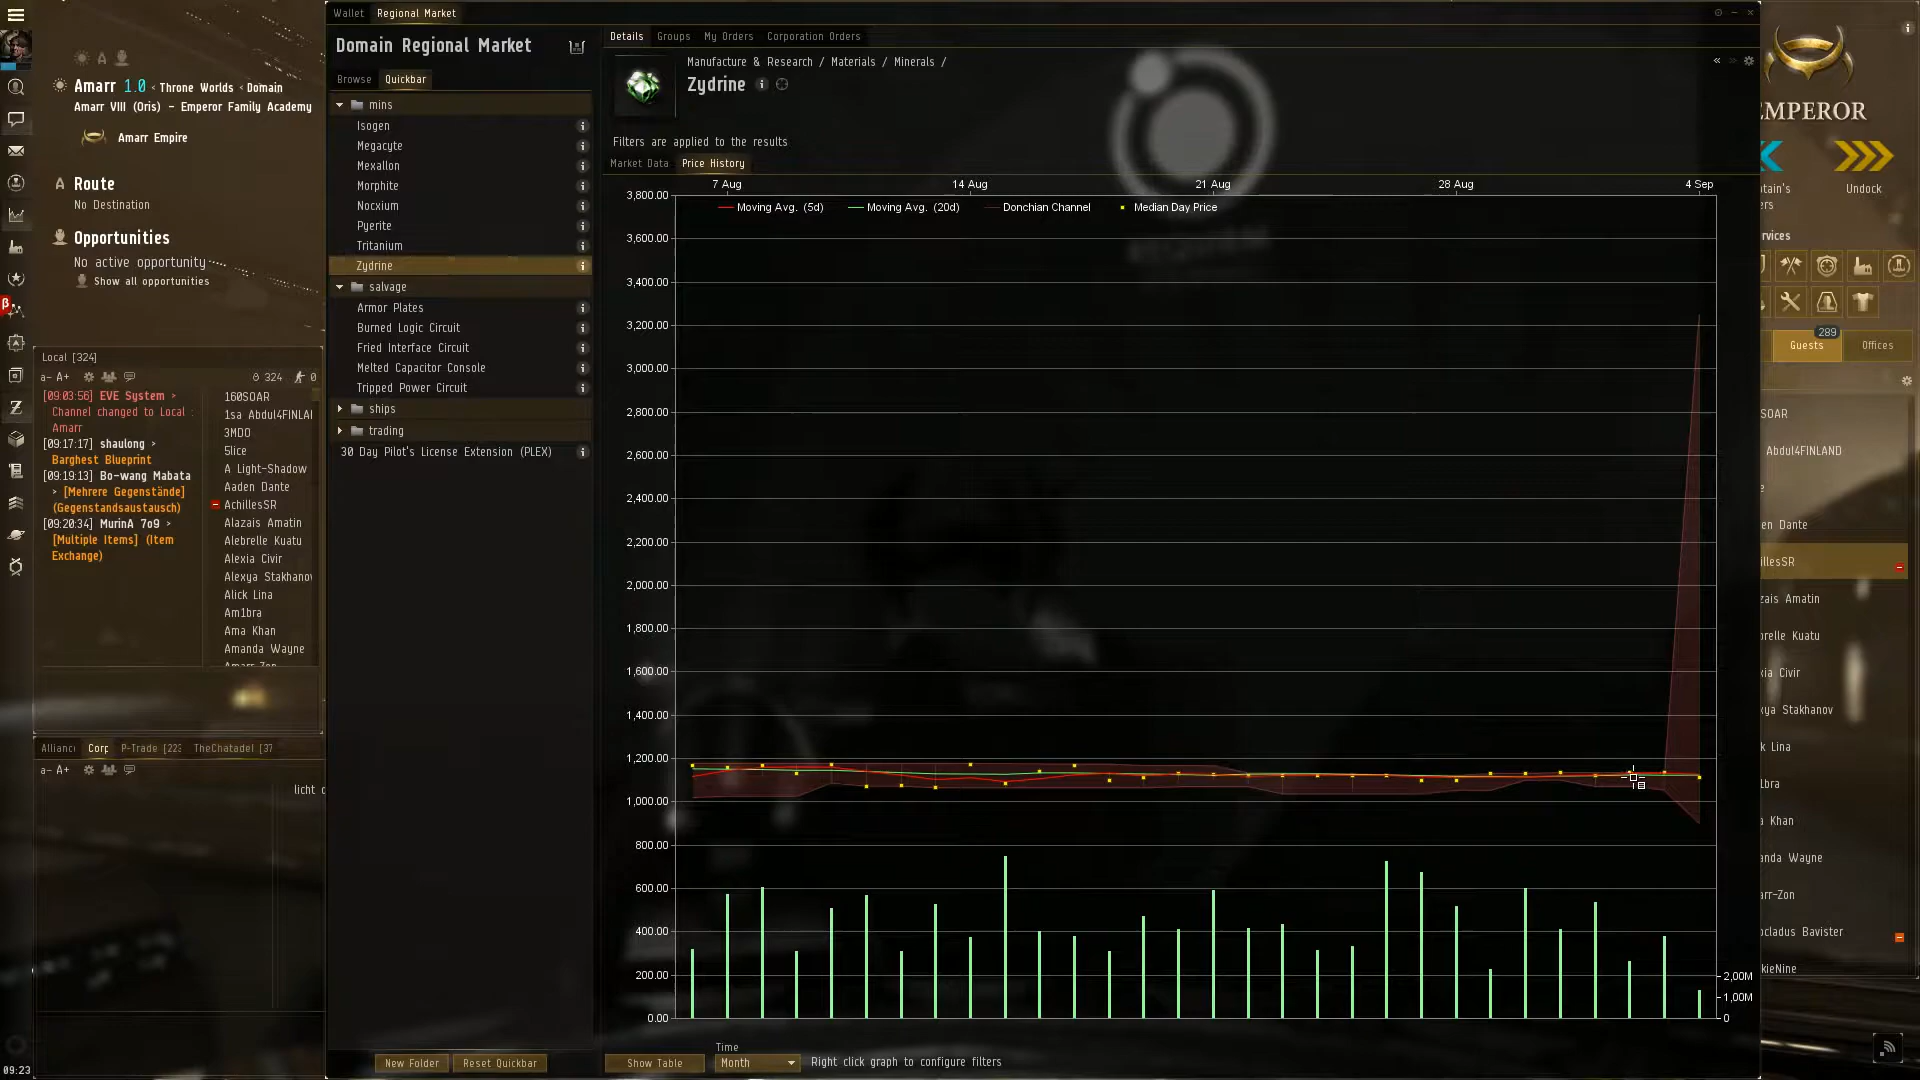 Wallet
Regional Market
Domain Regional Market
Browse
Quickbar
mins
Isogen
Megacyte
Mexallon
Morphite
Nocxium
Pyerite
Tritanium
Zydrine
salvage
Armor Plates
Burned Logic Circuit
Fried Interface Circuit
Melted Capacitor Console
Tripped Power Circuit
ships
trading
30 Day Pilot's License Extension (PLEX)
New Folder
Reset Quickbar
Details
Groups
My Orders
Corporation Orders
Manufacture & Research / Materials / Minerals /
Zydrine
Filters are applied to the results
Market Data
Price History
7 Aug
14 Aug
21 Aug
28 Aug
4 Sep
Moving Avg. (5d)
Moving Avg. (20d)
Donchian Channel
Median Day Price
3,800.00
3,600.00
3,400.00
3,200.00
3,000.00
2,800.00
2,600.00
2,400.00
2,200.00
2,000.00
1,800.00
1,600.00
1,400.00
1,200.00
1,000.00
800.00
600.00
400.00
200.00
0.00
2,00M
1,00M
0
Show Table
Time
Month
Right click graph to configure filters
Amarr 1.0 < Throne Worlds < Domain
Amarr VIII (Oris) - Emperor Family Academy
Amarr Empire
Route
No Destination
Opportunities
No active opportunity
Show all opportunities
Local [324]
a- A+
324
0
[09:03:56] EVE System >
Channel changed to Local :
Amarr
[09:17:17] shaulong >
Barghest Blueprint
[09:19:13] Bo-wang Mabata
> [Mehrere Gegenstände]
(Gegenstandsaustausch)
[09:20:34] MurinA 7o9 >
[Multiple Items] (Item
Exchange)
160SOAR
1sa Abdul4FINLAI
3MDO
5lice
A Light-Shadow
Aaden Dante
AchillesSR
Alazais Amatin
Alebrelle Kuatu
Alexia Civir
Alexya Stakhanov
Alick Lina
Am1bra
Ama Khan
Amanda Wayne
Amarr-Zon
Allianc
Corp
P-Trade [223
TheChatadel [37
a- A+
licht
09:23
EMPEROR
tain's
ers
Undock
rvices
289
Guests
Offices
SOAR
Abdul4FINLAND
e
en Dante
illesSR
zais Amatin
brelle Kuatu
xia Civir
xya Stakhanov
k Lina
lbra
a Khan
anda Wayne
arr-Zon
ocladus Bavister
kieNine